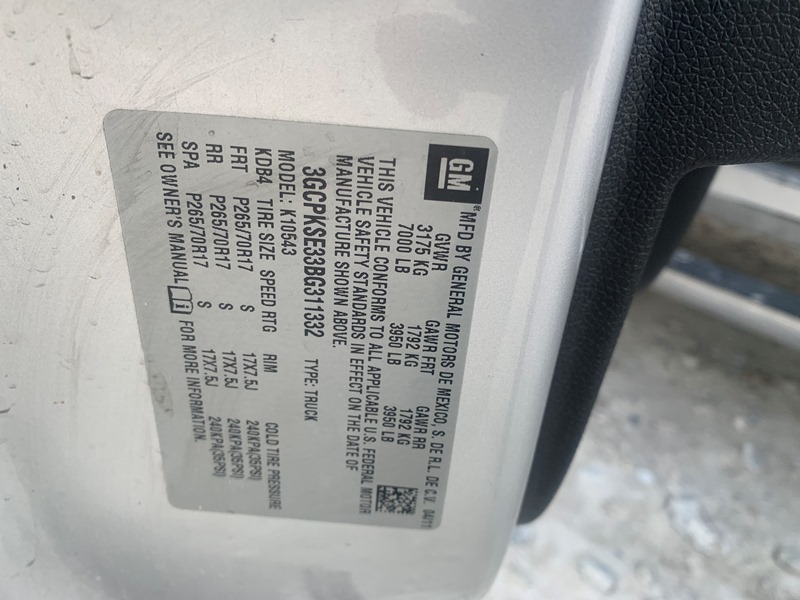 GM ®
MFD BY GENERAL MOTORS DE MEXICO, S. DE R.L. DE C.V. 04/11
GVWR GAWR FRT GAWR RR
3175 KG 1792 KG 1792 KG
7000 LB 3950 LB 3950 LB
THIS VEHICLE CONFORMS TO ALL APPLICABLE U.S. FEDERAL MOTOR
VEHICLE SAFETY STANDARDS IN EFFECT ON THE DATE OF
MANUFACTURE SHOWN ABOVE.
3GCPKSE33BG311332 TYPE: TRUCK
MODEL: K10543
KDB4 TIRE SIZE SPEED RTG RIM COLD TIRE PRESSURE
FRT P265/70R17 S 17X7.5J 240KPA(35PSI)
RR P265/70R17 S 17X7.5J 240KPA(35PSI)
SPA P265/70R17 S 17X7.5J 240KPA(35PSI)
SEE OWNER'S MANUAL FOR MORE INFORMATION.